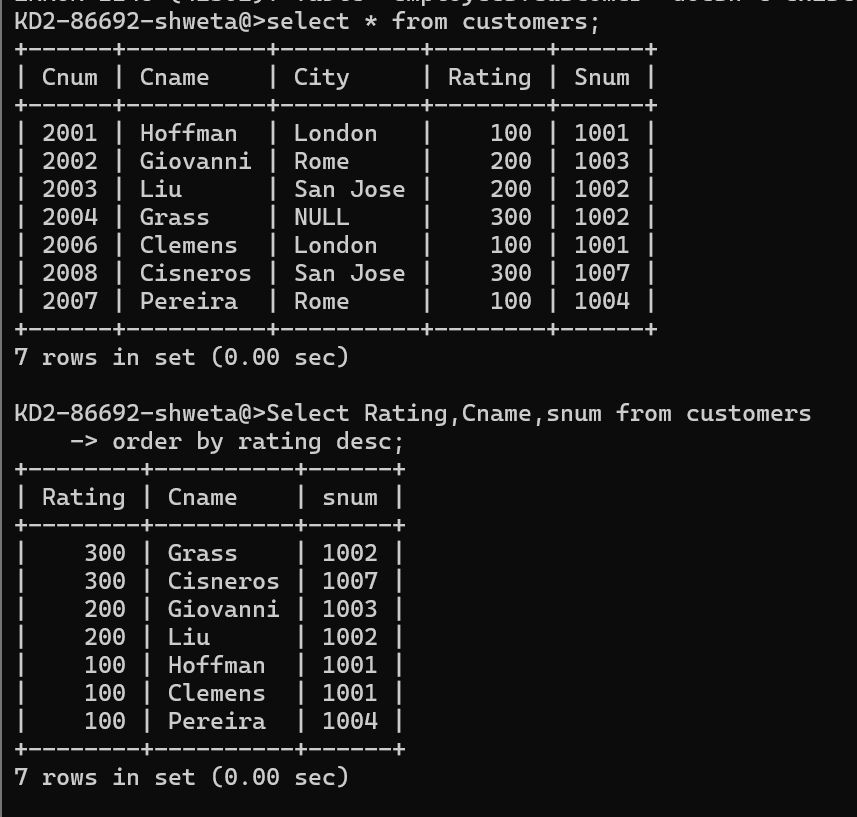 KD2-86692-shweta@>select * from customers;
+------+----------+----------+--------+------+
| Cnum | Cname    | City     | Rating | Snum |
+------+----------+----------+--------+------+
| 2001 | Hoffman  | London   |    100 | 1001 |
| 2002 | Giovanni | Rome     |    200 | 1003 |
| 2003 | Liu      | San Jose |    200 | 1002 |
| 2004 | Grass    | NULL     |    300 | 1002 |
| 2006 | Clemens  | London   |    100 | 1001 |
| 2008 | Cisneros | San Jose |    300 | 1007 |
| 2007 | Pereira  | Rome     |    100 | 1004 |
+------+----------+----------+--------+------+
7 rows in set (0.00 sec)

KD2-86692-shweta@>Select Rating,Cname,snum from customers
    -> order by rating desc;
+--------+----------+------+
| Rating | Cname    | snum |
+--------+----------+------+
|    300 | Grass    | 1002 |
|    300 | Cisneros | 1007 |
|    200 | Giovanni | 1003 |
|    200 | Liu      | 1002 |
|    100 | Hoffman  | 1001 |
|    100 | Clemens  | 1001 |
|    100 | Pereira  | 1004 |
+--------+----------+------+
7 rows in set (0.00 sec)